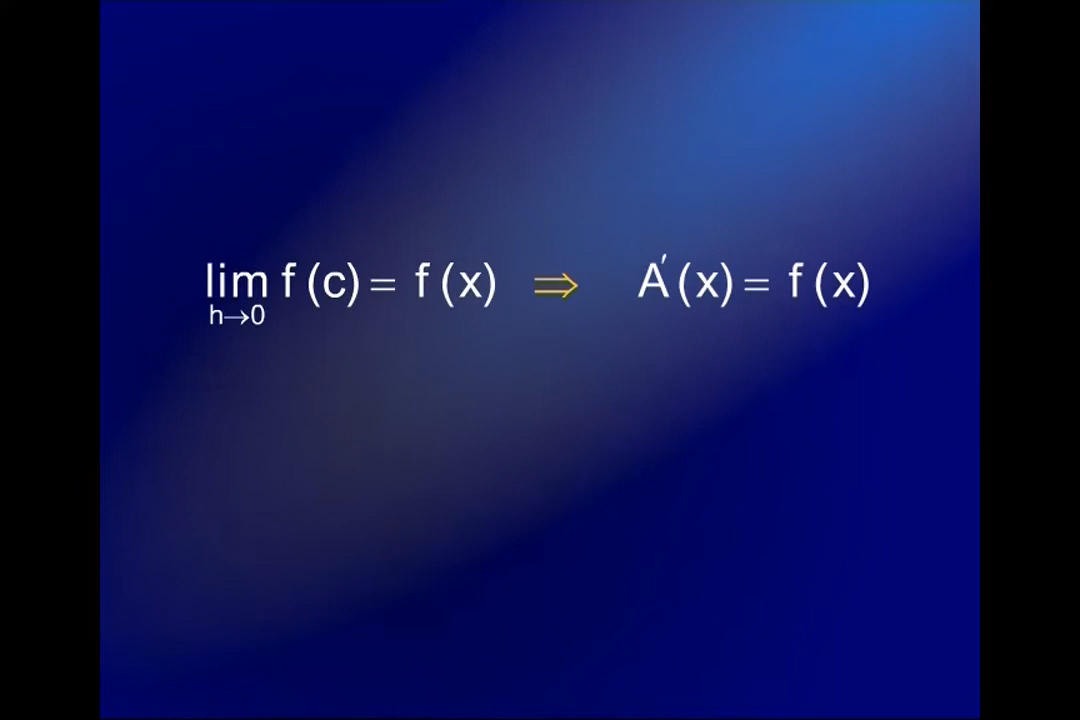 lim f (c) = f (x) ⇒ A′(x) = f (x)
h→0